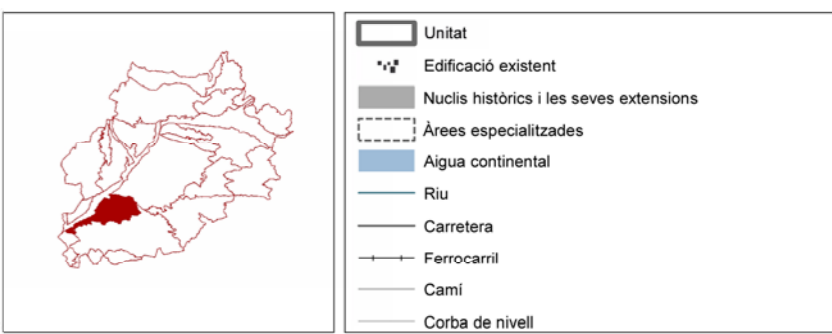 Unitat
Edificació existent
Nuclis històrics i les seves extensions
Àrees especialitzades
Aigua continental
Riu
Carretera
Ferrocarril
Camí
Corba de nivell